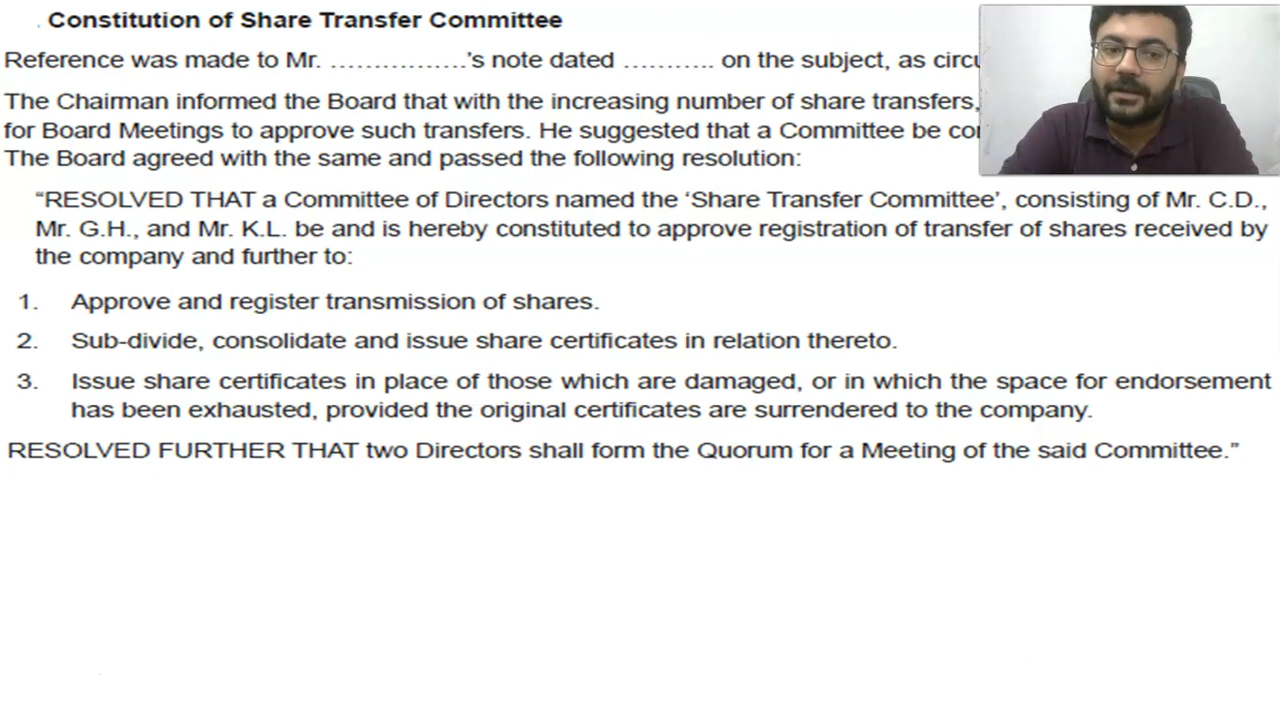 Constitution of Share Transfer Committee
Reference was made to Mr. ……………'s note dated ……….. on the subject, as
The Chairman informed the Board that with the increasing number of share transfers,
for Board Meetings to approve such transfers. He suggested that a Committee be
The Board agreed with the same and passed the following resolution:
“RESOLVED THAT a Committee of Directors named the ‘Share Transfer Committee’, consisting of Mr. C.D.,
Mr. G.H., and Mr. K.L. be and is hereby constituted to approve registration of transfer of shares received by
the company and further to:
1. Approve and register transmission of shares.
2. Sub-divide, consolidate and issue share certificates in relation thereto.
3. Issue share certificates in place of those which are damaged, or in which the space for endorsement
has been exhausted, provided the original certificates are surrendered to the company.
RESOLVED FURTHER THAT two Directors shall form the Quorum for a Meeting of the said Committee.”